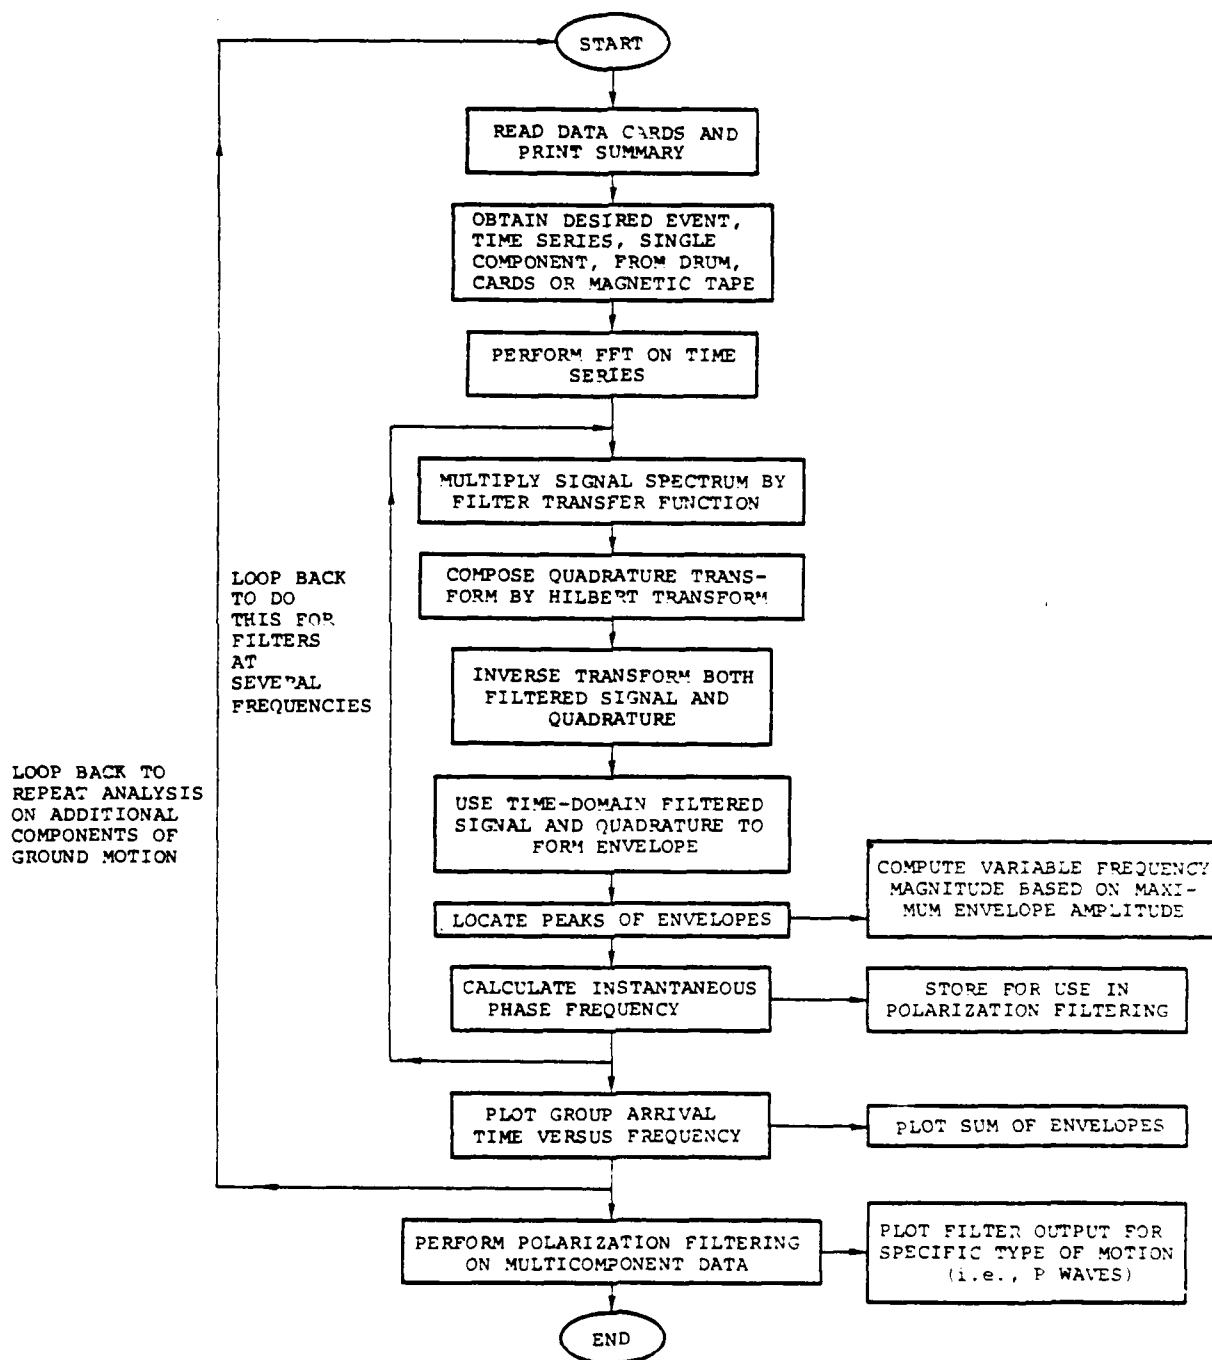 START
READ DATA CARDS AND
PRINT SUMMARY
OBTAIN DESIRED EVENT,
TIME SERIES, SINGLE
COMPONENT, FROM DRUM,
CARDS OR MAGNETIC TAPE
PERFORM FFT ON TIME
SERIES
MULTIPLY SIGNAL SPECTRUM BY
FILTER TRANSFER FUNCTION
COMPOSE QUADRATURE TRANS-
FORM BY HILBERT TRANSFORM
LOOP BACK
TO DO
THIS FOR
FILTERS
AT
SEVERAL
FREQUENCIES
INVERSE TRANSFORM BOTH
FILTERED SIGNAL AND
QUADRATURE
LOOP BACK TO
REPEAT ANALYSIS
ON ADDITIONAL
COMPONENTS OF
GROUND MOTION
USE TIME-DOMAIN FILTERED
SIGNAL AND QUADRATURE TO
FORM ENVELOPE
LOCATE PEAKS OF ENVELOPES
COMPUTE VARIABLE FREQUENCY
MAGNITUDE BASED ON MAXI-
MUM ENVELOPE AMPLITUDE
CALCULATE INSTANTANEOUS
PHASE FREQUENCY
STORE FOR USE IN
POLARIZATION FILTERING
PLOT GROUP ARRIVAL
TIME VERSUS FREQUENCY
PLOT SUM OF ENVELOPES
PERFORM POLARIZATION FILTERING
ON MULTICOMPONENT DATA
PLOT FILTER OUTPUT FOR
SPECIFIC TYPE OF MOTION
(i.e., P WAVES)
END